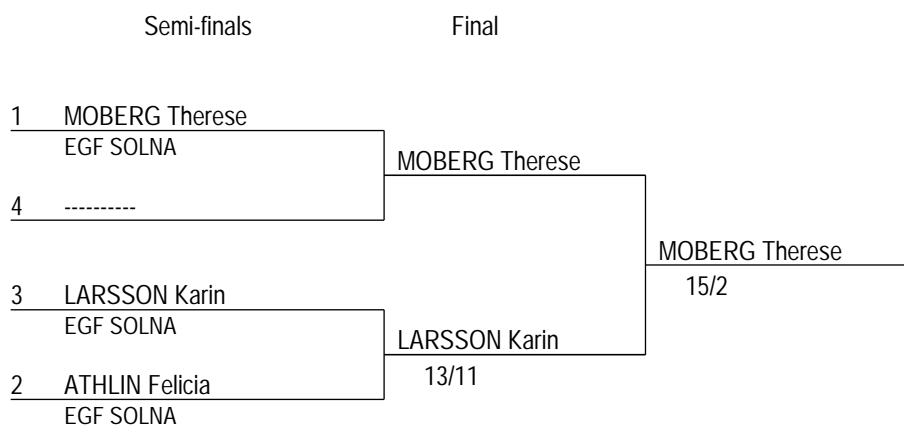 Semi-finals Final
1 MOBERG Therese
EGF SOLNA
MOBERG Therese
4 ----------
MOBERG Therese
15/2
3 LARSSON Karin
EGF SOLNA
LARSSON Karin
13/11
2 ATHLIN Felicia
EGF SOLNA